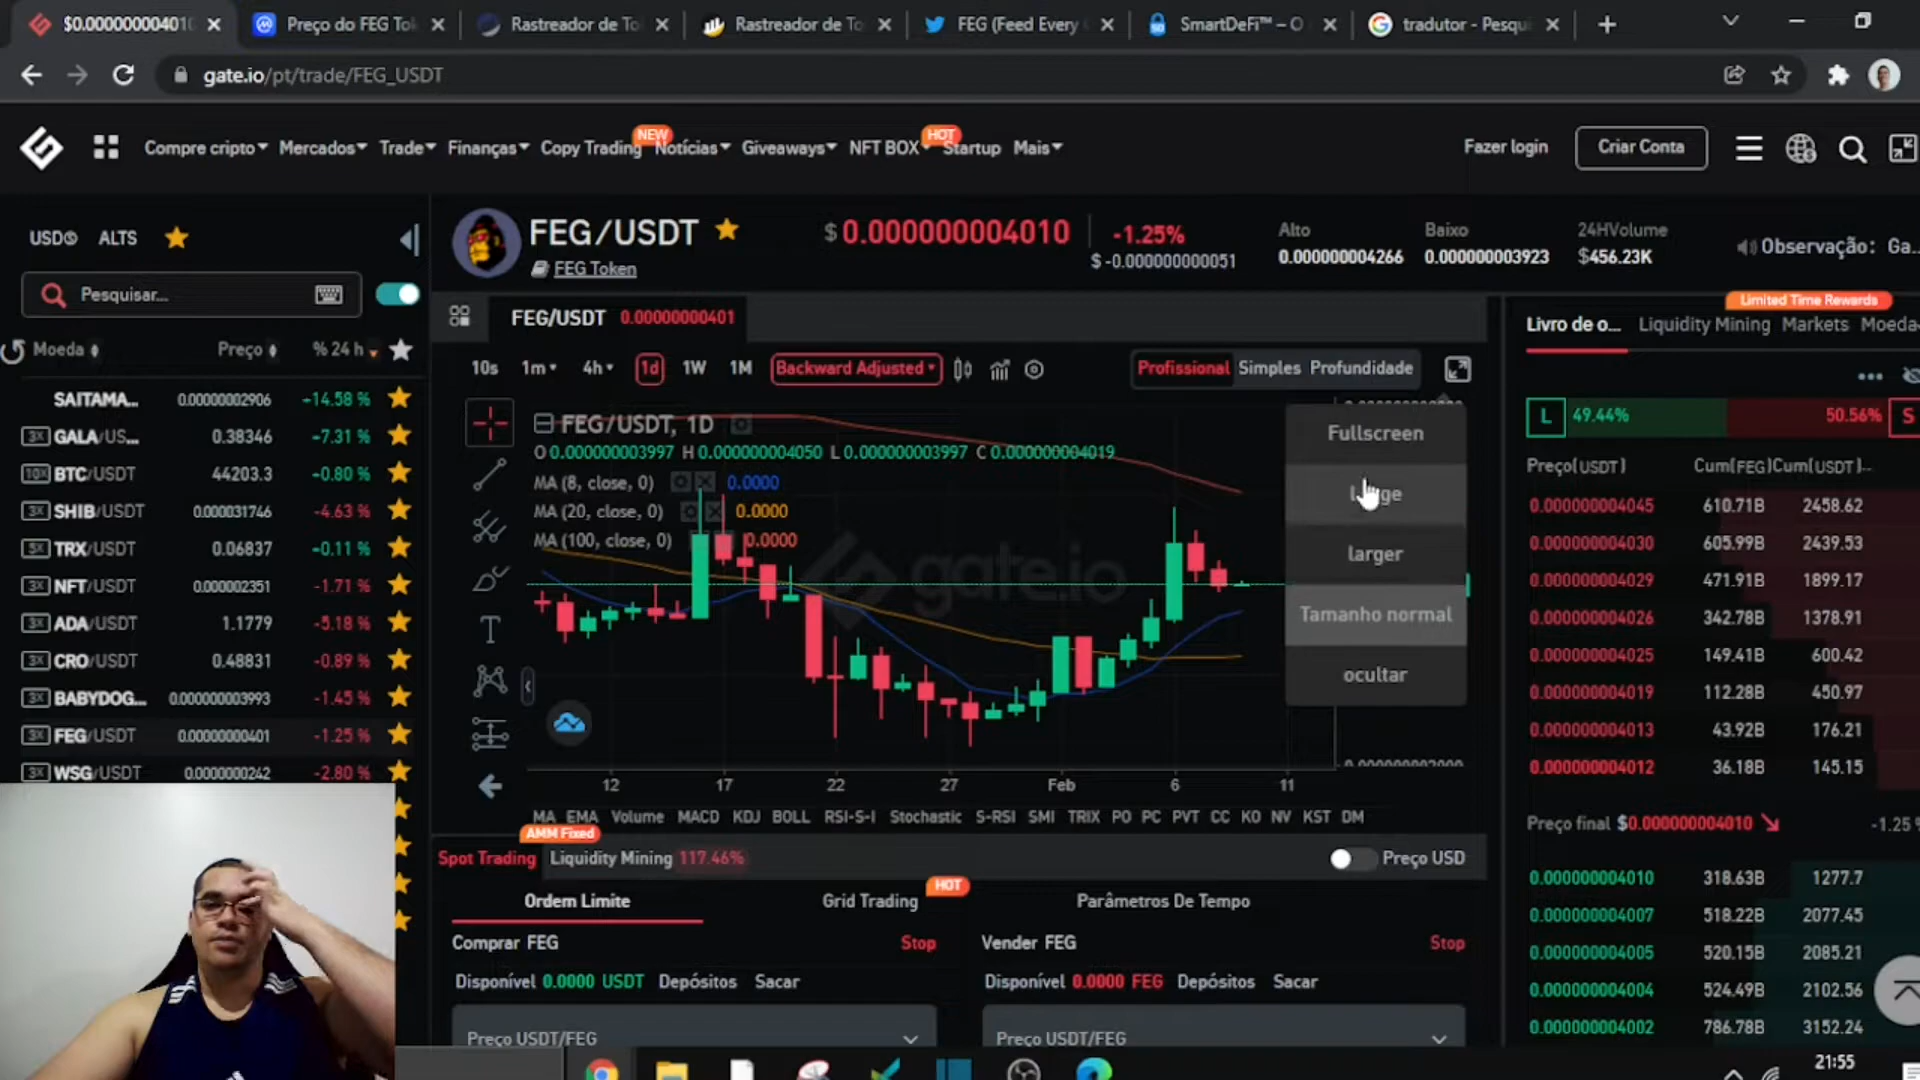 $0.000000004010
Preço do FEG To
Rastreador de To
Rastreador de To
FEG (Feed Every
SmartDeFi™ – O
tradutor - Pesqu
gate.io/pt/trade/FEG_USDT
Compre cripto Mercados Trade Finanças Copy Trading NEW Notícias Giveaways NFT BOX HOT Startup Mais
Fazer login Criar Conta
USDⓈ ALTS
Pesquisar...
Moeda Preço % 24 h
SAITAMA... 0.00000002906 +14.58 %
3X GALA/US... 0.38346 -7.31 %
10X BTC/USDT 44203.3 -0.80 %
3X SHIB/USDT 0.000031746 -4.63 %
3X TRX/USDT 0.06837 -0.11 %
3X NFT/USDT 0.000002351 -1.71 %
3X ADA/USDT 1.1779 -5.18 %
3X CRO/USDT 0.48831 -0.89 %
3X BABYDOG... 0.000000003993 -1.45 %
3X FEG/USDT 0.00000000401 -1.25 %
3X WSG/USDT 0.0000000242 -2.80 %
FEG/USDT
FEG Token
$ 0.000000004010
-1.25%
$ -0.000000000051
Alto
0.000000004266
Baixo
0.000000003923
24HVolume
$456.23K
Observação: Ga...
FEG/USDT 0.00000000401
10s 1m 4h 1d 1W 1M Backward Adjusted
Profissional Simples Profundidade
FEG/USDT, 1D
O 0.000000003997 H 0.000000004050 L 0.000000003997 C 0.000000004019
MA (8, close, 0) 0.0000
MA (20, close, 0) 0.0000
MA (100, close, 0) 0.0000
gate.io
Fullscreen
larger
Tamanho normal
ocultar
12 17 22 27 Feb 6 11
MA EMA Volume MACD KDJ BOLL RSI-S-I Stochastic S-RSI SMI TRIX PO PC PVT CC KO NV KST DM
AMM Fixed
Spot Trading Liquidity Mining 117.46%
Preço USD
HOT
Ordem Limite Grid Trading Parâmetros De Tempo
Comprar FEG Stop
Disponível 0.0000 USDT Depósitos Sacar
Preço USDT/FEG
Vender FEG Stop
Disponível 0.0000 FEG Depósitos Sacar
Preço USDT/FEG
Limited Time Rewards
Livro de o... Liquidity Mining Markets Moeda
L 49.44% 50.56% S
Preço(USDT) Cum(FEG) Cum(USDT)...
0.000000004045 610.71B 2458.62
0.000000004030 605.99B 2439.53
0.000000004029 471.91B 1899.17
0.000000004026 342.78B 1378.91
0.000000004025 149.41B 600.42
0.000000004019 112.28B 450.97
0.000000004013 43.92B 176.21
0.000000004012 36.18B 145.15
Preço final $0.000000004010 -1.25 %
0.000000004010 318.63B 1277.7
0.000000004007 518.22B 2077.45
0.000000004005 520.15B 2085.21
0.000000004004 524.49B 2102.56
0.000000004002 786.78B 3152.24
21:55